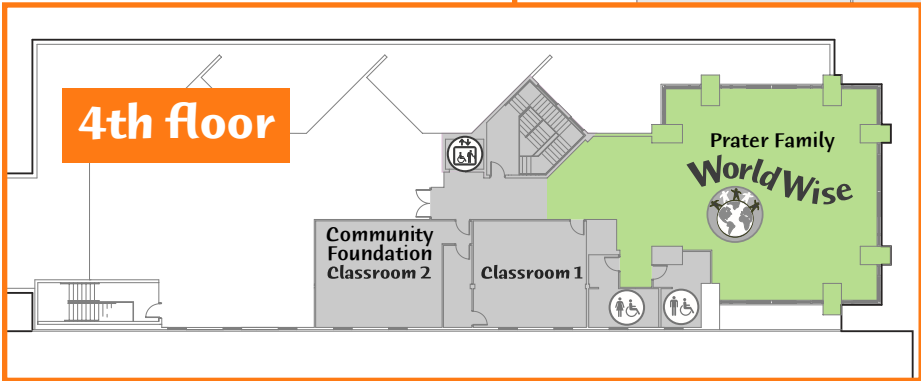 4th floor
Prater Family
WorldWise
Community
Foundation
Classroom 2
Classroom 1